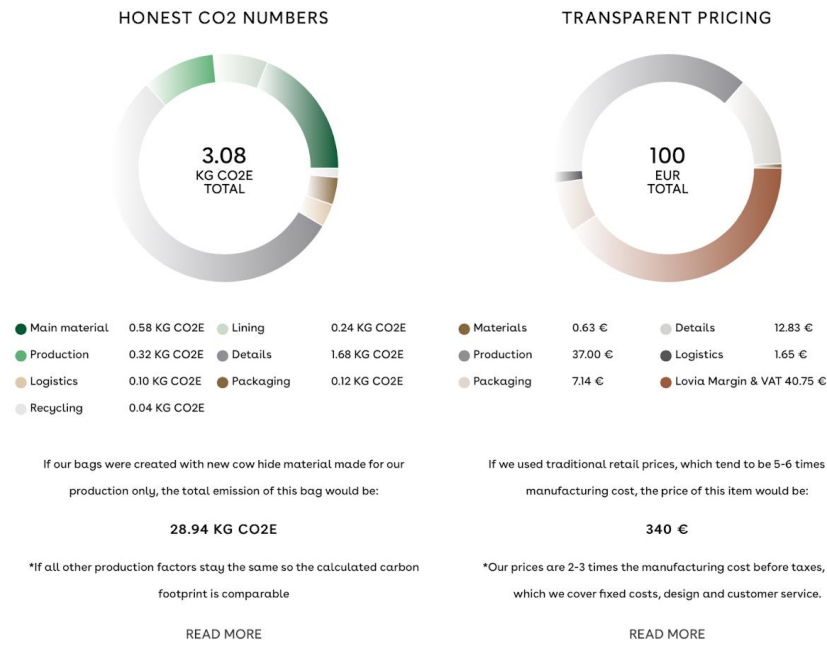 HONEST CO2 NUMBERS
3.08
KG CO2E
TOTAL
Main material 0.58 KG CO2E Lining 0.24 KG CO2E
Production 0.32 KG CO2E Details 1.68 KG CO2E
Logistics 0.10 KG CO2E Packaging 0.12 KG CO2E
Recycling 0.04 KG CO2E
If our bags were created with new cow hide material made for our
production only, the total emission of this bag would be:
28.94 KG CO2E
*If all other production factors stay the same so the calculated carbon
footprint is comparable
READ MORE
TRANSPARENT PRICING
100
EUR
TOTAL
Materials 0.63 € Details 12.83 €
Production 37.00 € Logistics 1.65 €
Packaging 7.14 € Lovia Margin & VAT 40.75 €
If we used traditional retail prices, which tend to be 5-6 times
manufacturing cost, the price of this item would be:
340 €
*Our prices are 2-3 times the manufacturing cost before taxes,
which we cover fixed costs, design and customer service.
READ MORE